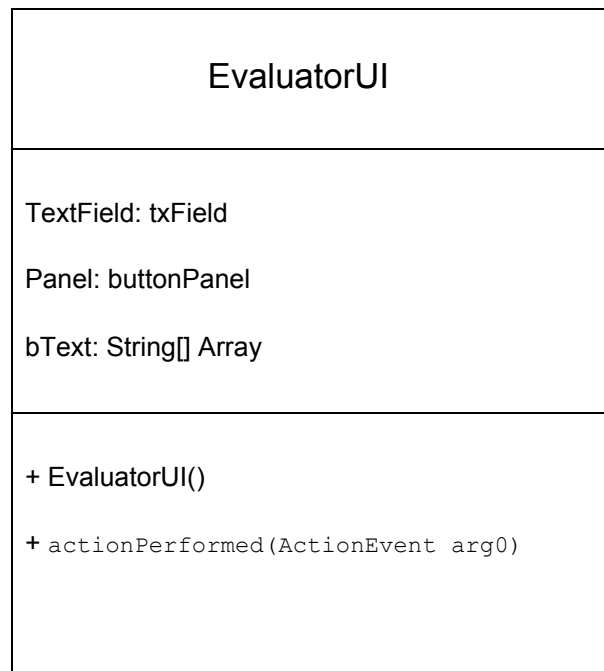 EvaluatorUI
TextField: txField
Panel: buttonPanel
bText: String[] Array
+ EvaluatorUI()
+ actionPerformed(ActionEvent arg0)